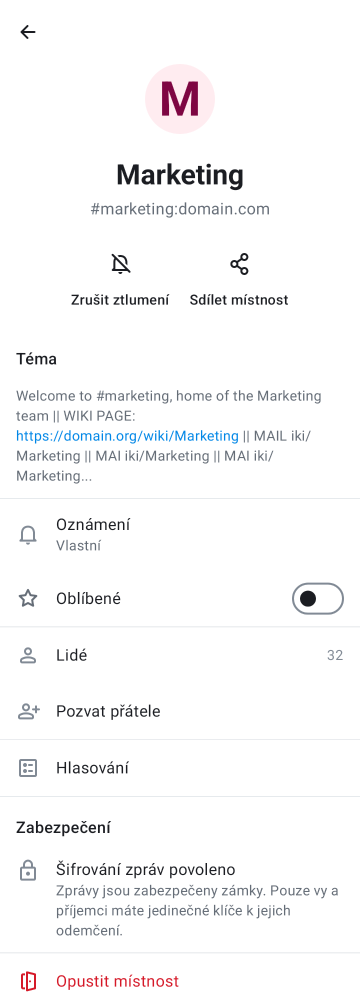 M
Marketing
#marketing:domain.com
Zrušit ztlumení
Sdílet místnost
Téma
Welcome to #marketing, home of the Marketing
team || WIKI PAGE:
https://domain.org/wiki/Marketing || MAIL iki/
Marketing || MAI iki/Marketing || MAI iki/
Marketing...
Oznámení
Vlastní
Oblíbené
Lidé 32
Pozvat přátele
Hlasování
Zabezpečení
Šifrování zpráv povoleno
Zprávy jsou zabezpečeny zámky. Pouze vy a
příjemci máte jedinečné klíče k jejich
odemčení.
Opustit místnost